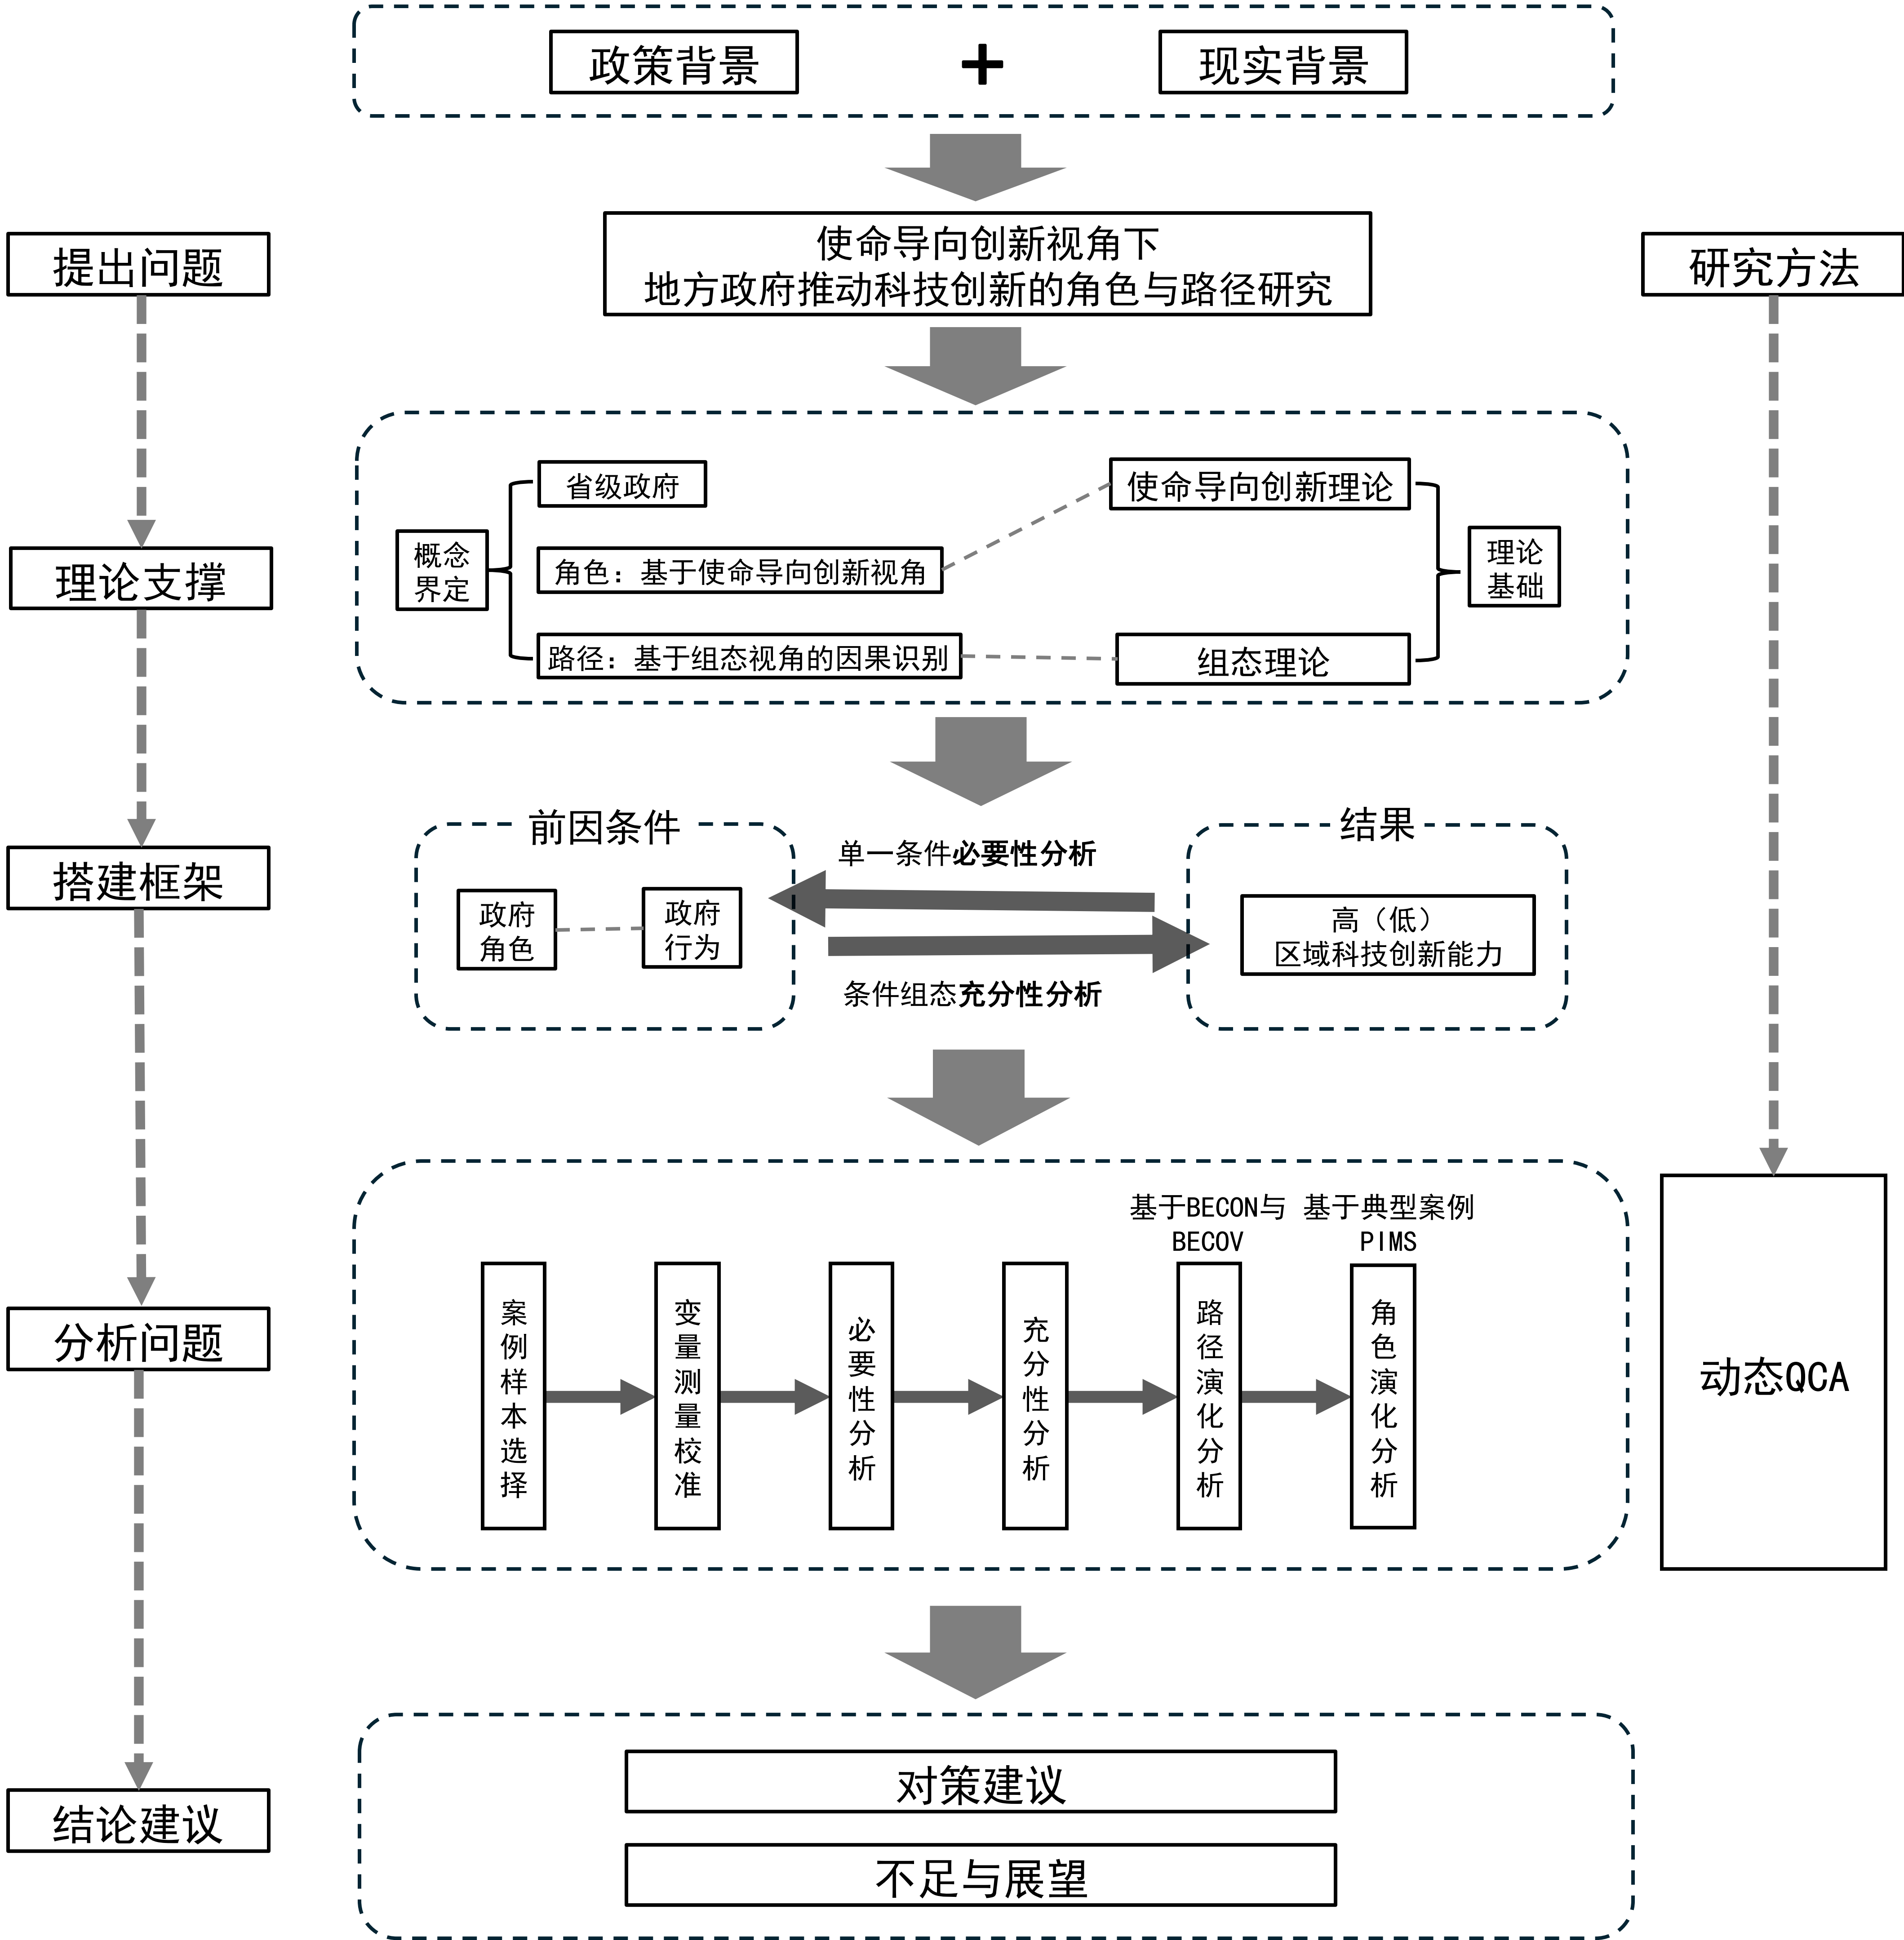 政策背景
+
现实背景
提出问题
使命导向创新视角下
地方政府推动科技创新的角色与路径研究
研究方法
省级政府
使命导向创新理论
概念
界定
角色：基于使命导向创新视角
理论
基础
理论支撑
路径：基于组态视角的因果识别
组态理论
前因条件
结果
单一条件必要性分析
搭建框架
政府
角色
政府
行为
高（低）
区域科技创新能力
条件组态充分性分析
基于BECON与
BECOV
基于典型案例
PIMS
分析问题
案例样本选择
变量测量校准
必要性分析
充分性分析
路径演化分析
角色演化分析
动态QCA
对策建议
结论建议
不足与展望